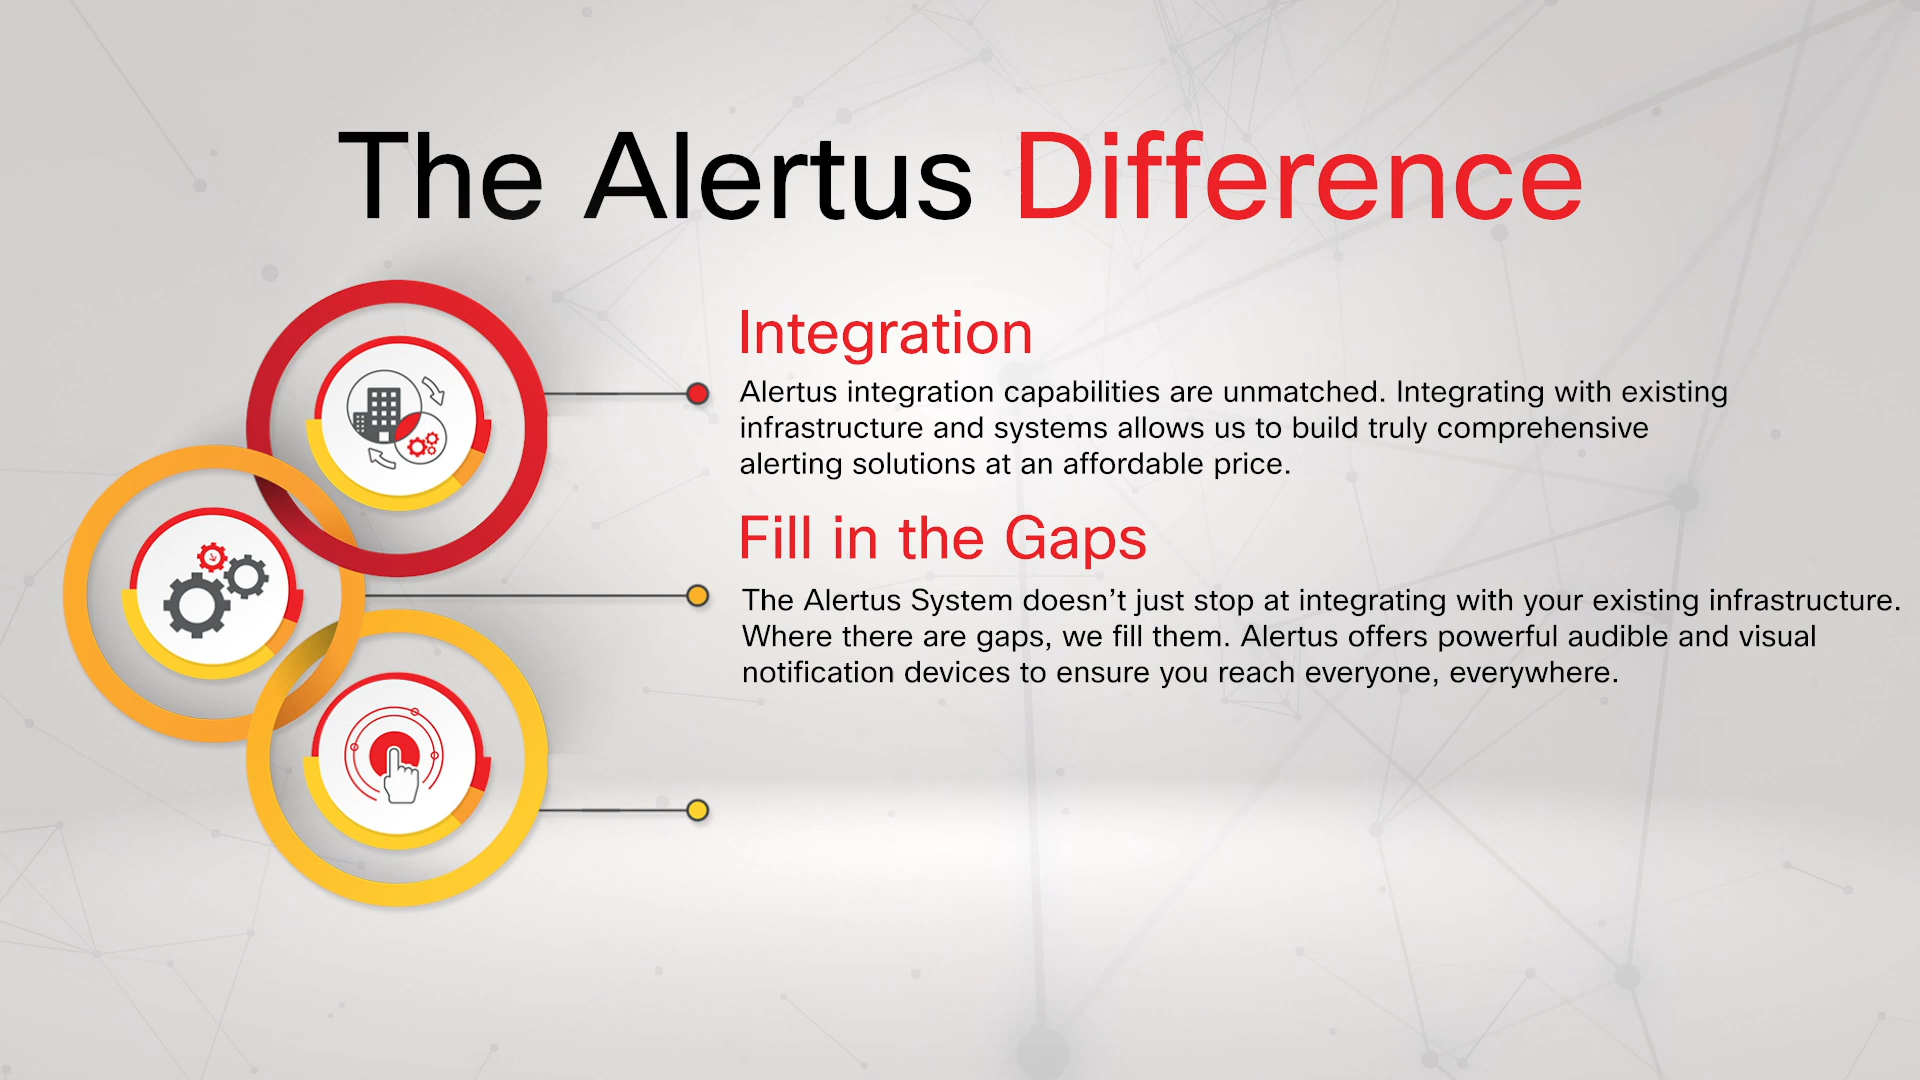 The Alertus Difference
Integration
Alertus integration capabilities are unmatched. Integrating with existing
infrastructure and systems allows us to build truly comprehensive
alerting solutions at an affordable price.
Fill in the Gaps
The Alertus System doesn’t just stop at integrating with your existing infrastructure.
Where there are gaps, we fill them. Alertus offers powerful audible and visual
notification devices to ensure you reach everyone, everywhere.